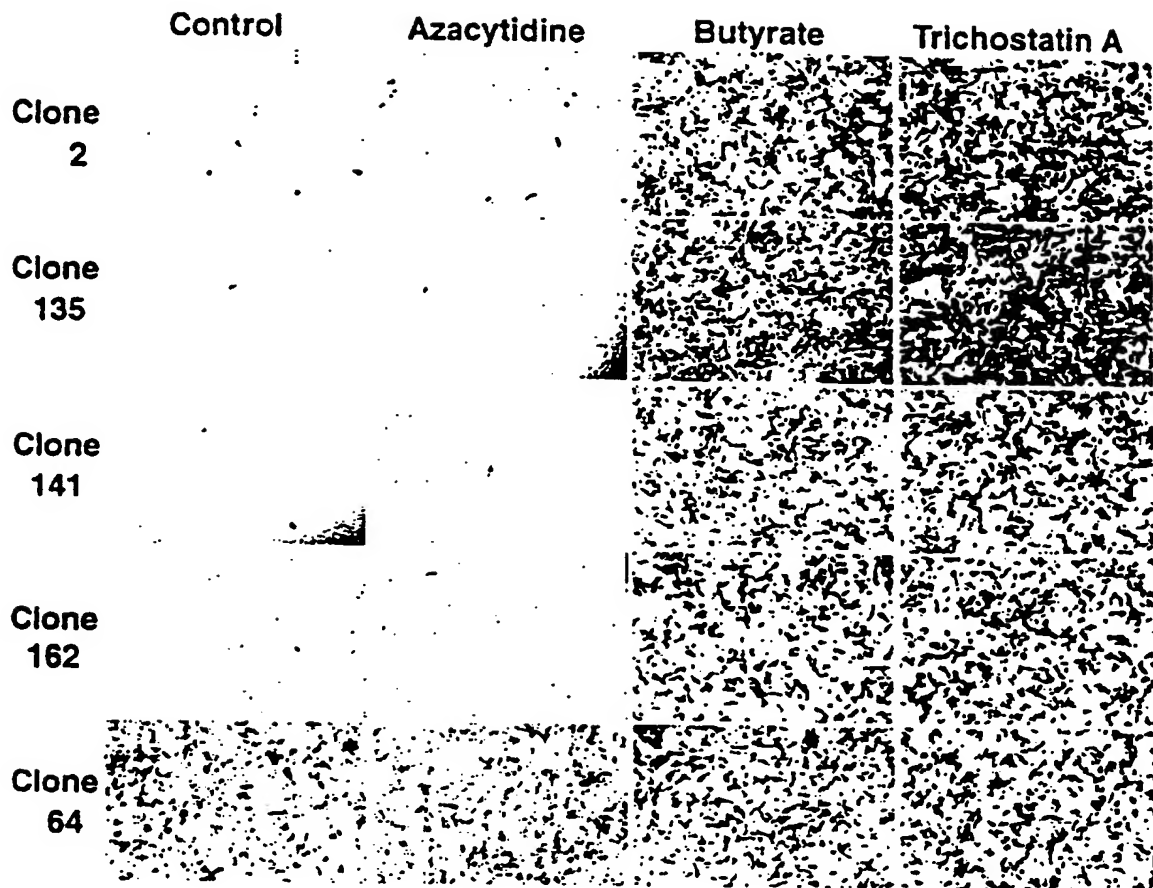 Control Azacytidine Butyrate Trichostatin A
Clone
2
Clone
135
Clone
141
Clone
162
Clone
64